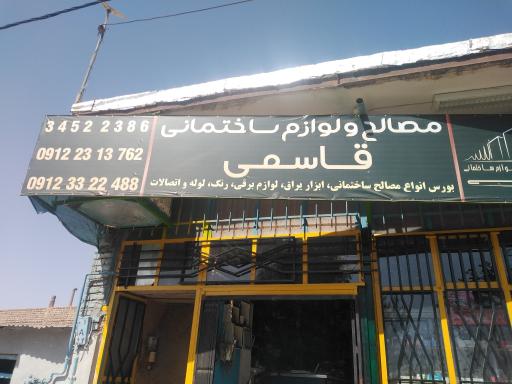 مصالح و لوازم ساختمانی
قاسمی
بورس انواع مصالح ساختمانی، ابزار یراق، لوازم برقی، رنگ، لوله و اتصالات
3452 2386
0912 23 13 762
0912 33 22 488